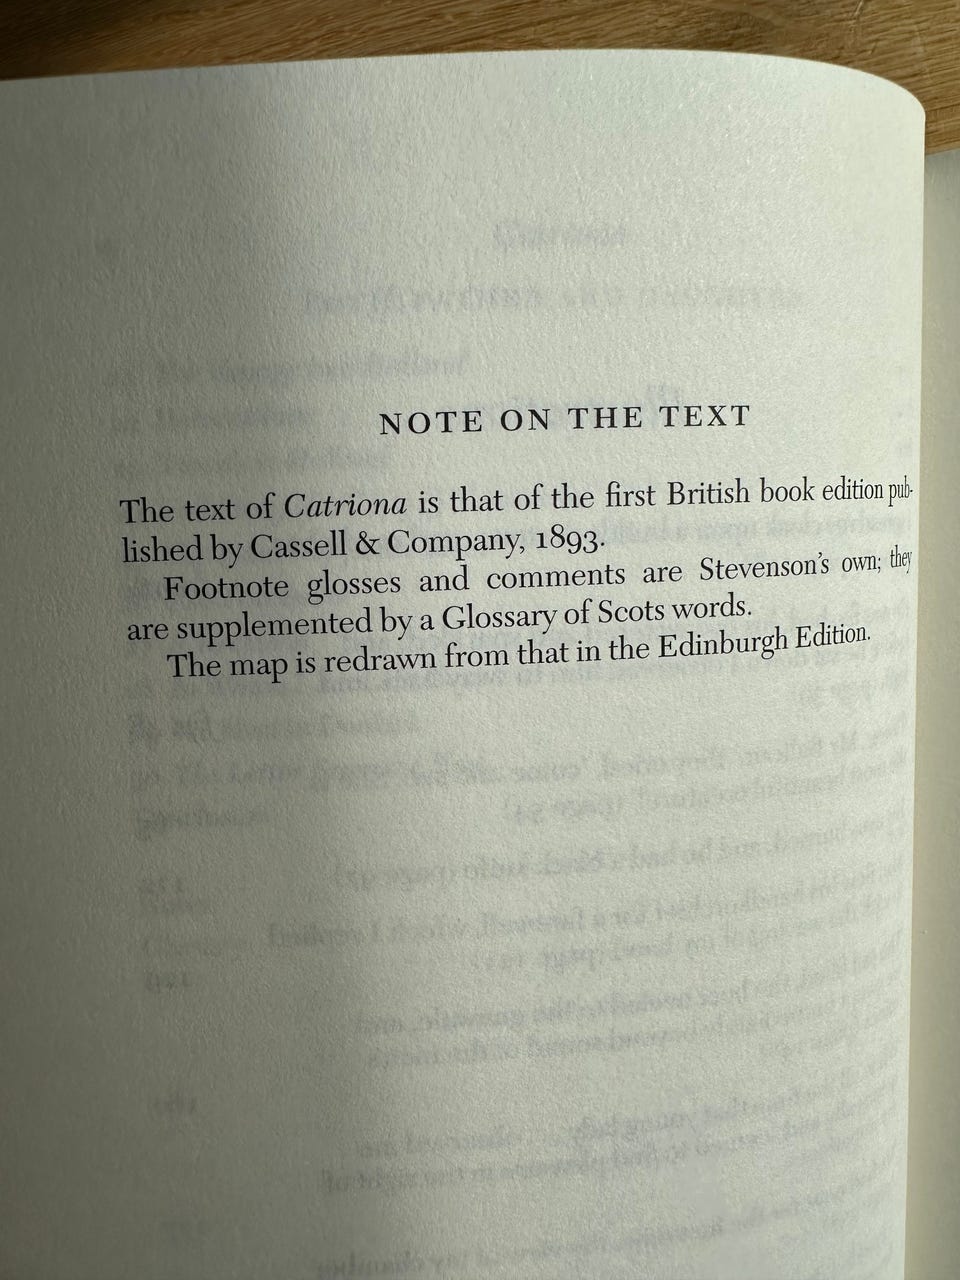 NOTE ON THE TEXT
The text of Catriona is that of the first British book edition pub-
lished by Cassell & Company, 1893.
Footnote glosses and comments are Stevenson's own; they
are supplemented by a Glossary of Scots words.
The map is redrawn from that in the Edinburgh Edition.